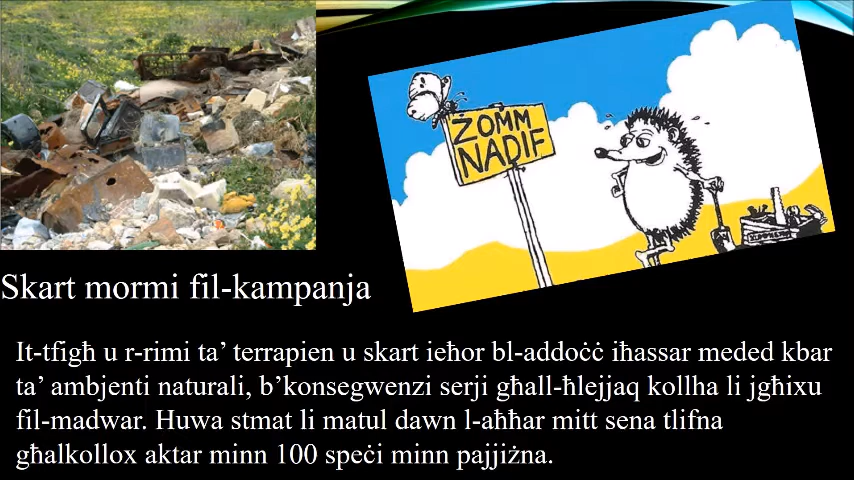 ŻOMM
NADIF
Skart mormi fil-kampanja
It-tfigħ u r-rimi ta’ terrapien u skart ieħor bl-addoċċ iħassar meded kbar
ta’ ambjenti naturali, b’konsegwenzi serji għall-ħlejjaq kollha li jgħixu
fil-madwar. Huwa stmat li matul dawn l-aħħar mitt sena tlifna
għalkollox aktar minn 100 speċi minn pajjiżna.